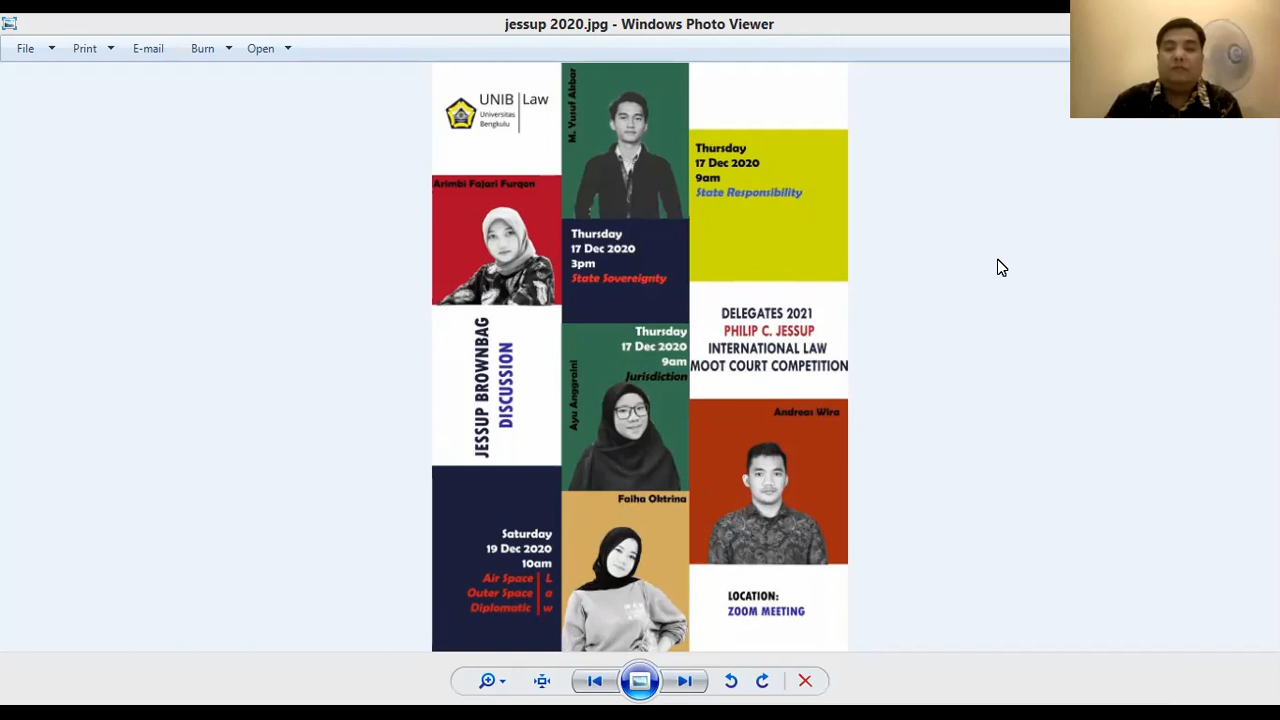 jessup 2020.jpg - Windows Photo Viewer
File
Print
E-mail
Burn
Open
UNIB Law
Universitas
Bengkulu
M. Yusuf Akbar
Thursday
17 Dec 2020
9am
State Responsibility
Arimbi Fajari Furqon
Thursday
17 Dec 2020
3pm
State Sovereignty
DELEGATES 2021
PHILIP C. JESSUP
INTERNATIONAL LAW
MOOT COURT COMPETITION
JESSUP BROWNBAG
DISCUSSION
Thursday
17 Dec 2020
9am
Jurisdiction
Ayu Anggraini
Andreas Wira
Faiha Oktrina
Saturday
19 Dec 2020
10am
Air Space L
Outer Space a
Diplomatic w
LOCATION:
ZOOM MEETING